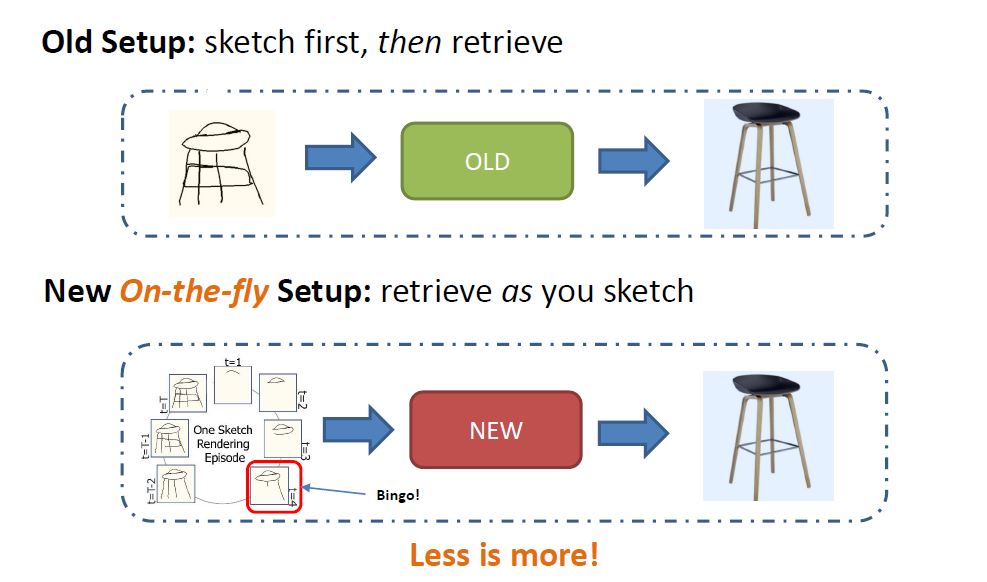 Old Setup: sketch first, then retrieve
OLD
New On-the-fly Setup: retrieve as you sketch
t=1
t=2
t=3
t=4
t=T-2
t=T-1
t=T
One Sketch
Rendering
Episode
NEW
Bingo!
Less is more!